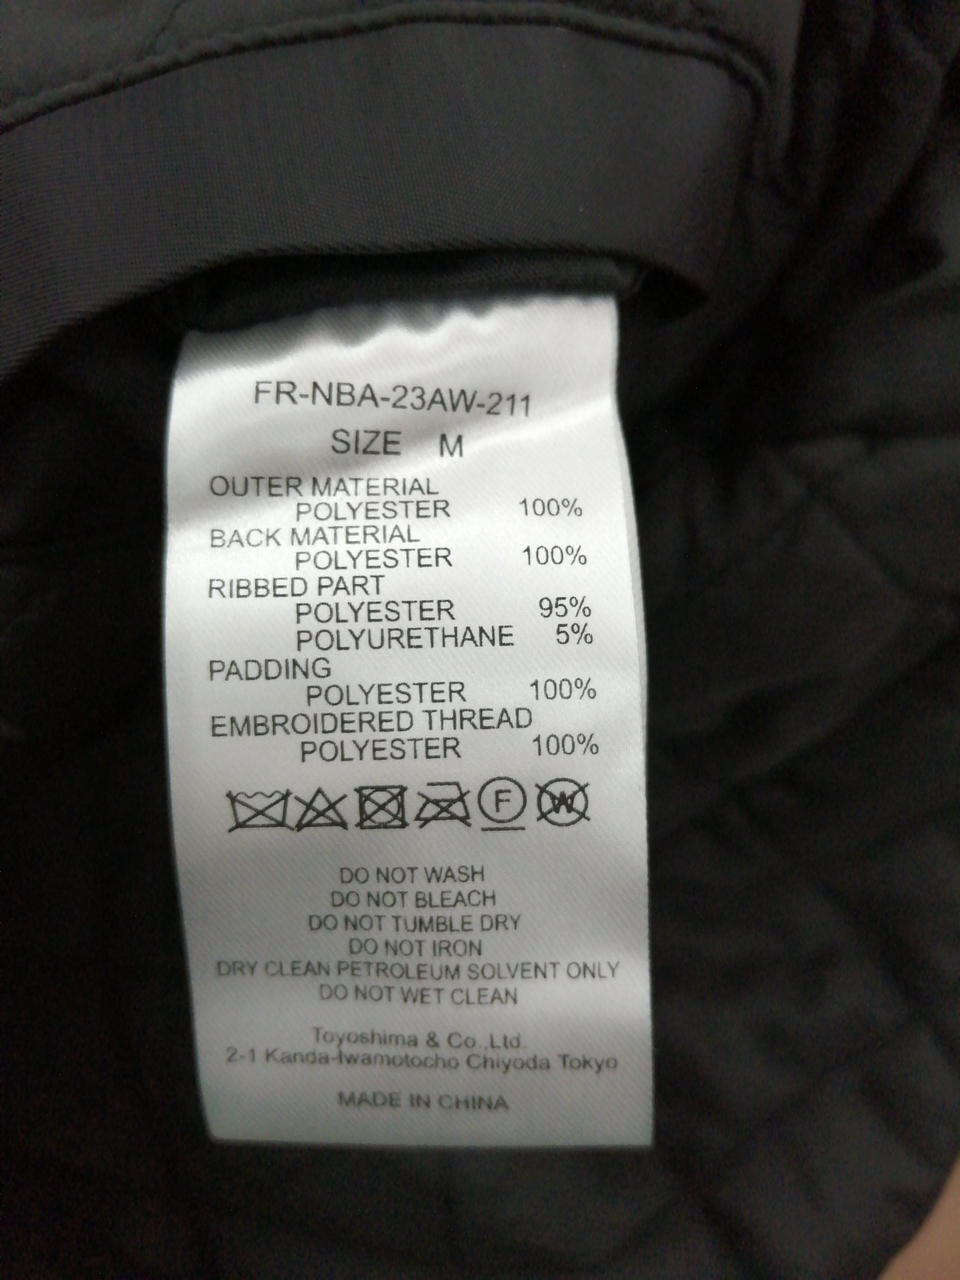 FR-NBA-23AW-211
SIZE M
OUTER MATERIAL
POLYESTER 100%
BACK MATERIAL
POLYESTER 100%
RIBBED PART
POLYESTER 95%
POLYURETHANE 5%
PADDING
POLYESTER 100%
EMBROIDERED THREAD
POLYESTER 100%
F W
DO NOT WASH
DO NOT BLEACH
DO NOT TUMBLE DRY
DO NOT IRON
DRY CLEAN PETROLEUM SOLVENT ONLY
DO NOT WET CLEAN
Toyoshima & Co.,Ltd.
2-1 Kanda-Iwamotocho Chiyoda Tokyo
MADE IN CHINA